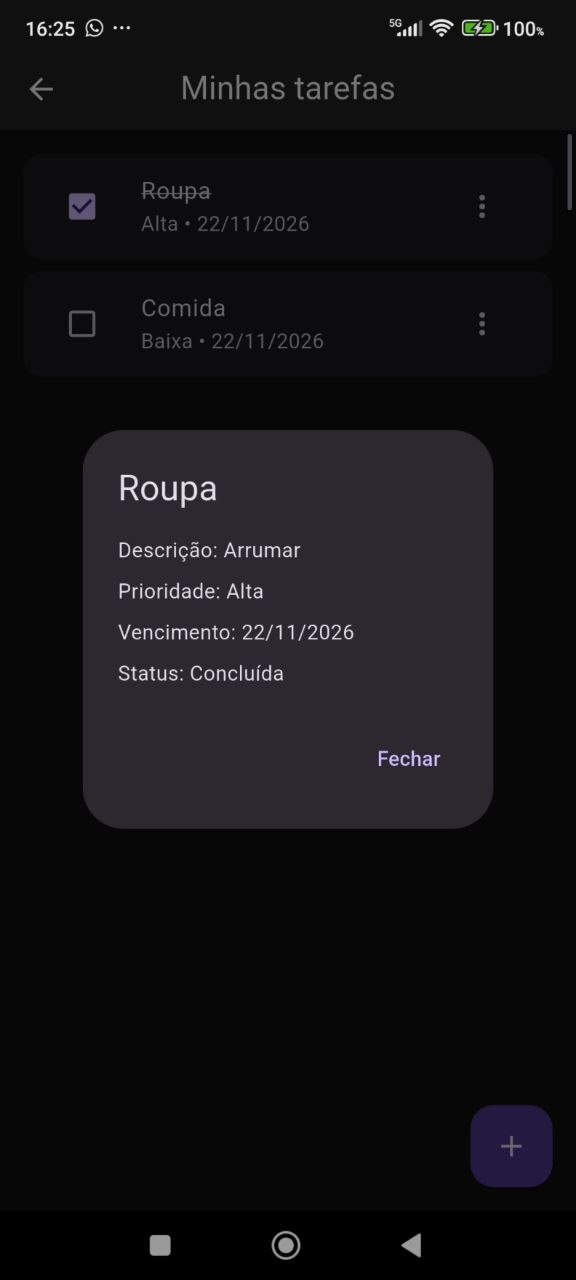 16:25 ... 5G 100%
Minhas tarefas
Roupa
Alta • 22/11/2026
Comida
Baixa • 22/11/2026
Roupa
Descrição: Arrumar
Prioridade: Alta
Vencimento: 22/11/2026
Status: Concluída
Fechar
+